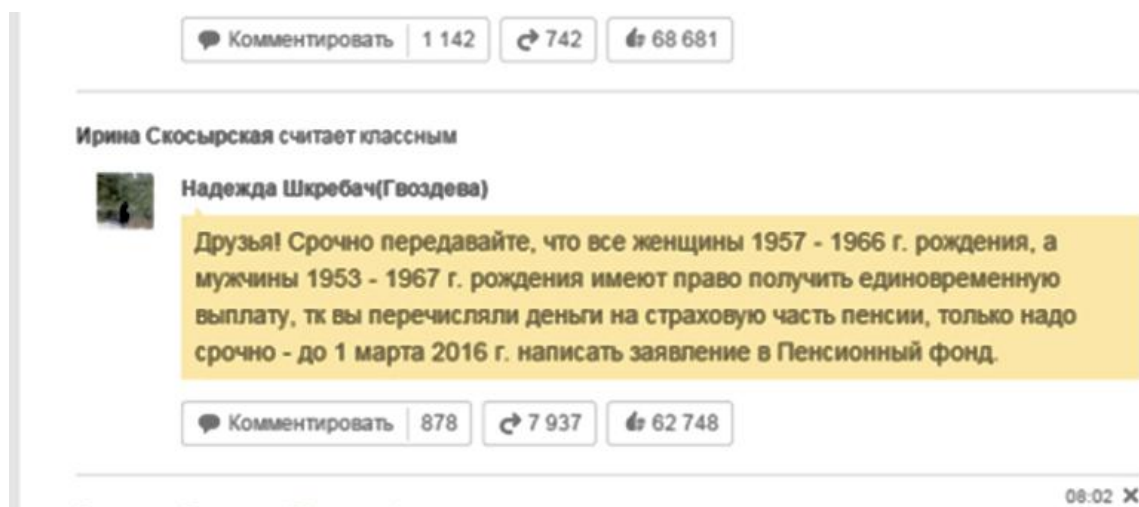 Комментировать 1 142 742 68 681
Ирина Скосырская считает классным
Надежда Шкребач(Гвоздева)
Друзья! Срочно передавайте, что все женщины 1957 - 1966 г. рождения, а
мужчины 1953 - 1967 г. рождения имеют право получить единовременную
выплату, тк вы перечисляли деньги на страховую часть пенсии, только надо
срочно - до 1 марта 2016 г. написать заявление в Пенсионный фонд.
Комментировать 878 7 937 62 748
08:02